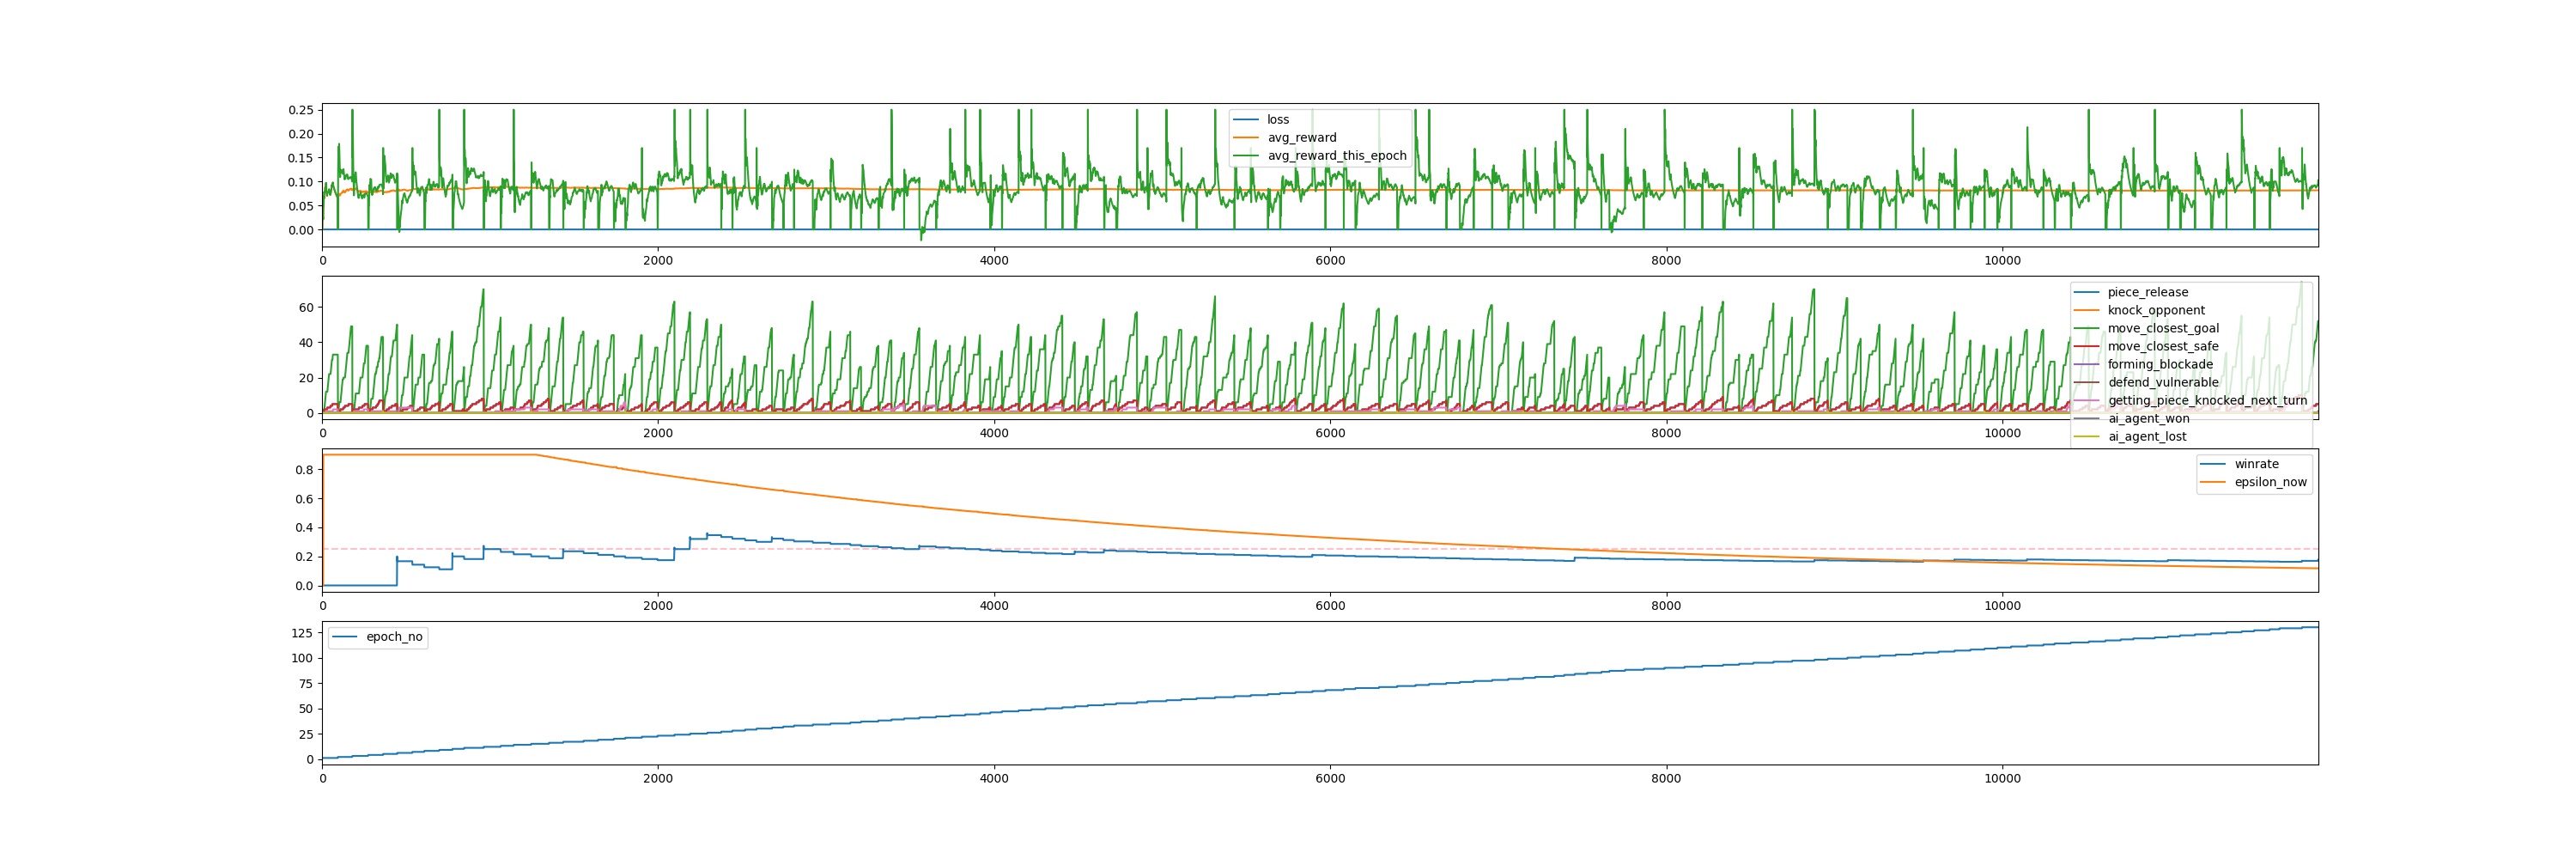 0.25
0.20
0.15
0.10
0.05
0.00
loss
avg_reward
avg_reward_this_epoch
0 2000 4000 6000 8000 10000
60
40
20
0
piece_release
knock_opponent
move_closest_goal
move_closest_safe
forming_blockade
defend_vulnerable
getting_piece_knocked_next_turn
ai_agent_won
ai_agent_lost
0 2000 4000 6000 8000 10000
0.8
0.6
0.4
0.2
0.0
winrate
epsilon_now
0 2000 4000 6000 8000 10000
125
100
75
50
25
0
epoch_no
0 2000 4000 6000 8000 10000